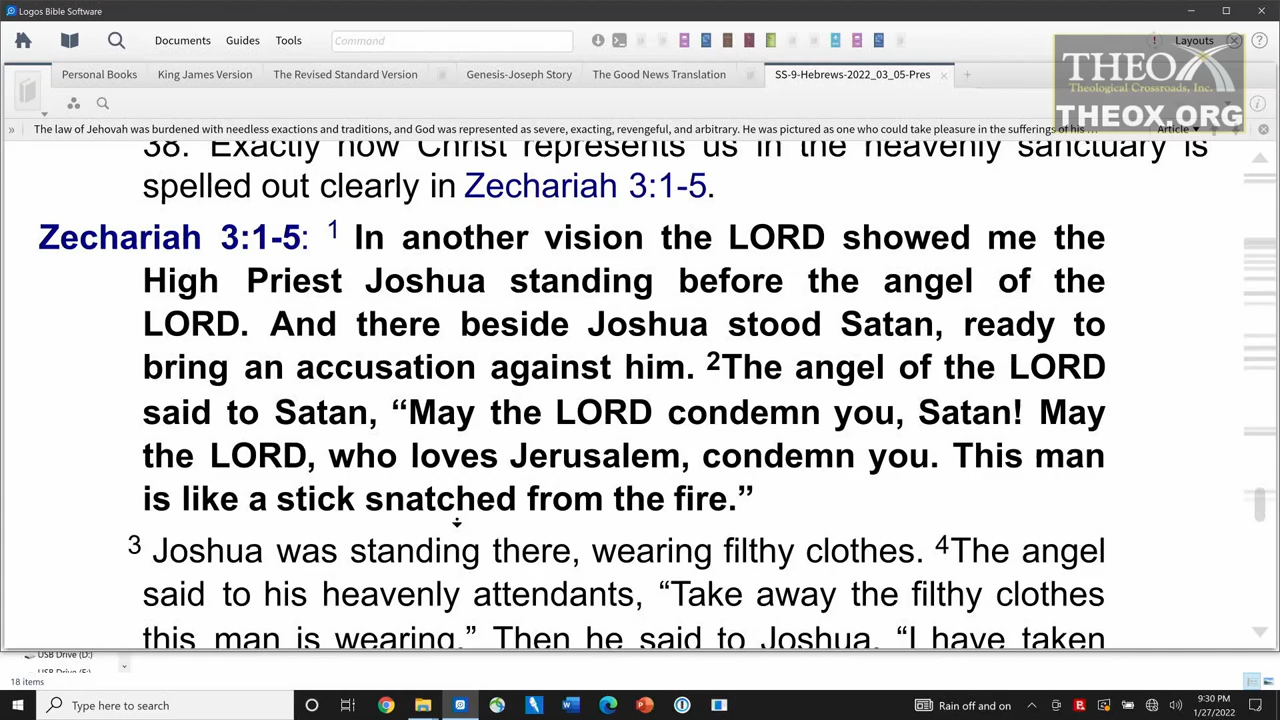 Logos Bible Software
Documents Guides Tools Command Layouts
Personal Books King James Version The Revised Standard Version Genesis-Joseph Story The Good News Translation SS-9-Hebrews-2022_03_05-Pres
THEOX
Theological Crossroads, Inc.
THEOX.ORG
» The law of Jehovah was burdened with needless exactions and traditions, and God was represented as severe, exacting, revengeful, and arbitrary. He was pictured as one who could take pleasure in the sufferings of his ... Article
38. Exactly how Christ represents us in the heavenly sanctuary is
spelled out clearly in Zechariah 3:1-5.
Zechariah 3:1-5: 1 In another vision the LORD showed me the
High Priest Joshua standing before the angel of the
LORD. And there beside Joshua stood Satan, ready to
bring an accusation against him. 2The angel of the LORD
said to Satan, “May the LORD condemn you, Satan! May
the LORD, who loves Jerusalem, condemn you. This man
is like a stick snatched from the fire.”
3 Joshua was standing there, wearing filthy clothes. 4The angel
said to his heavenly attendants, “Take away the filthy clothes
this man is wearing.” Then he said to Joshua, “I have taken
USB Drive (D:)
USB Drive (F:)
18 items
Type here to search
Rain off and on
9:30 PM
1/27/2022